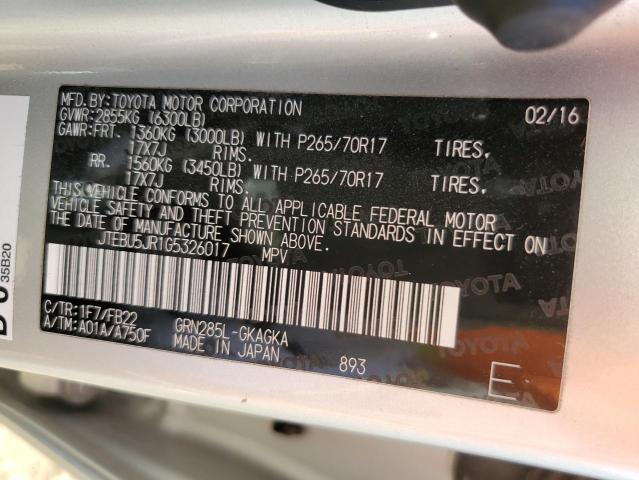 MFD.BY:TOYOTA MOTOR CORPORATION 02/16
GVWR:2855KG (6300LB)
GAWR:FRT. 1360KG (3000LB) WITH P265/70R17 TIRES,
17X7J RIMS.
RR. 1560KG (3450LB) WITH P265/70R17 TIRES,
17X7J RIMS.
THIS VEHICLE CONFORMS TO ALL APPLICABLE FEDERAL MOTOR
VEHICLE SAFETY AND THEFT PREVENTION STANDARDS IN EFFECT ON
THE DATE OF MANUFACTURE SHOWN ABOVE.
JTEBU5JR1G5326017 MPV
C/TR:1F7/FB22 GRN285L-GKAGKA
A/TM:A01A/A750F MADE IN JAPAN 893
E
35B20